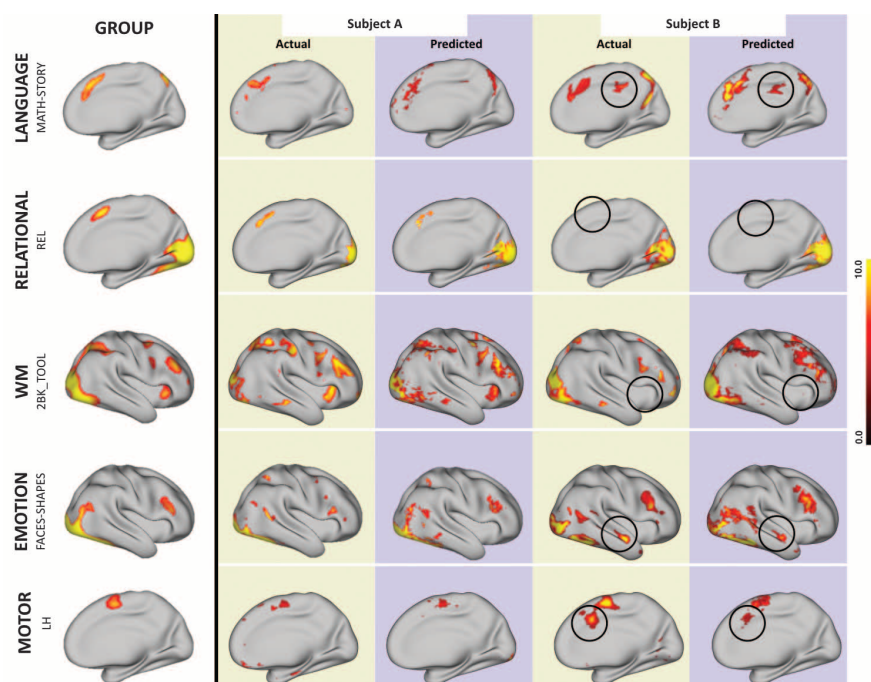 GROUP
Subject A
Subject B
Actual
Predicted
Actual
Predicted
LANGUAGE
MATH-STORY
RELATIONAL
REL
WM
2BK_TOOL
EMOTION
FACES-SHAPES
MOTOR
LH
10.0
0.0